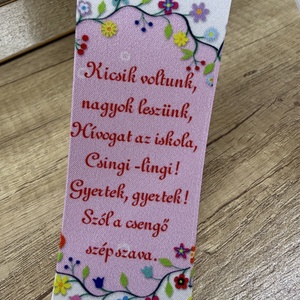 Kicsik voltunk,
nagyok leszünk,
Hívogat az iskola,
Csingi -lingi!
Gyertek, gyertek!
Szól a csengő
szép szava.